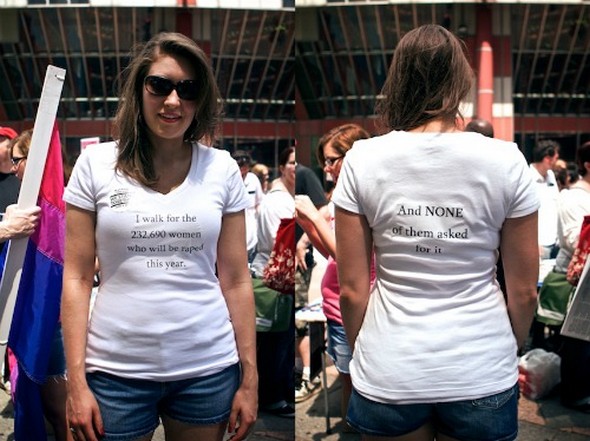 I walk for the
232,690 women
who will be raped
this year.
And NONE
of them asked
for it